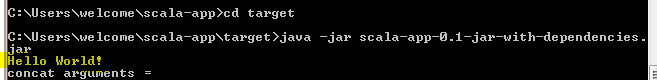 C:\Users\welcome\scala-app>cd target
C:\Users\welcome\scala-app\target>java -jar scala-app-0.1-jar-with-dependencies.
jar
Hello World!
concat arguments =